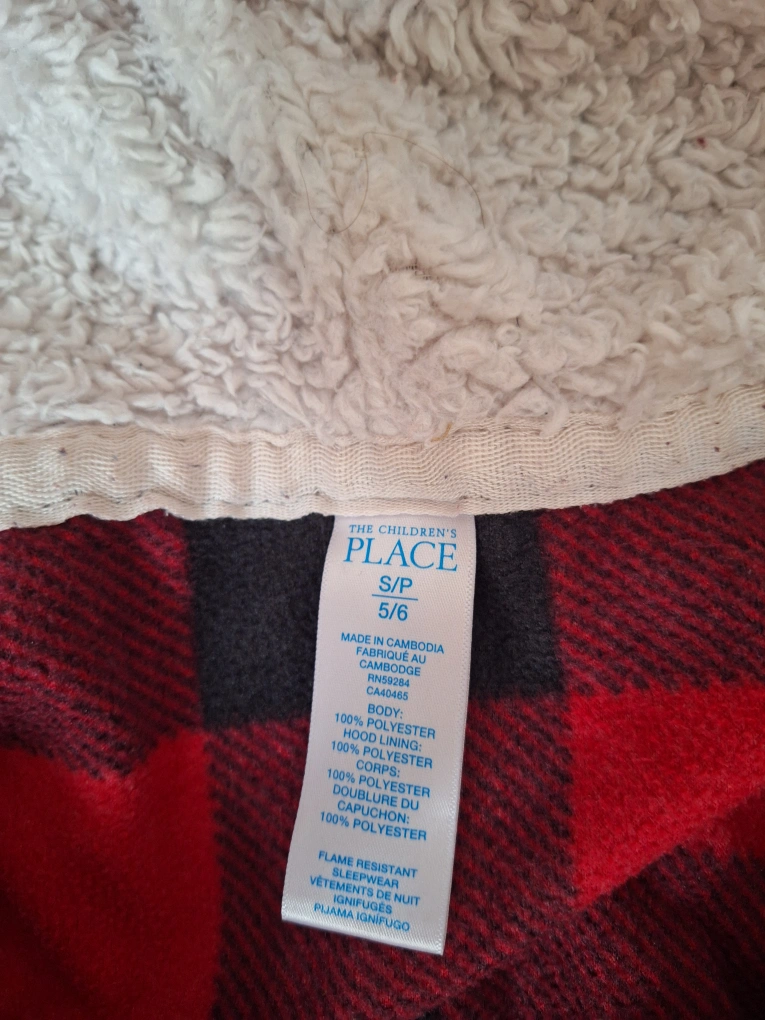 THE CHILDREN'S
PLACE
S/P
5/6
MADE IN CAMBODIA
FABRIQUÉ AU
CAMBODGE
RN59284
CA40465
BODY:
100% POLYESTER
HOOD LINING:
100% POLYESTER
CORPS:
100% POLYESTER
DOUBLURE DU
CAPUCHON:
100% POLYESTER
FLAME RESISTANT
SLEEPWEAR
VÊTEMENTS DE NUIT
IGNIFUGÉS
PIJAMA IGNÍFUGO